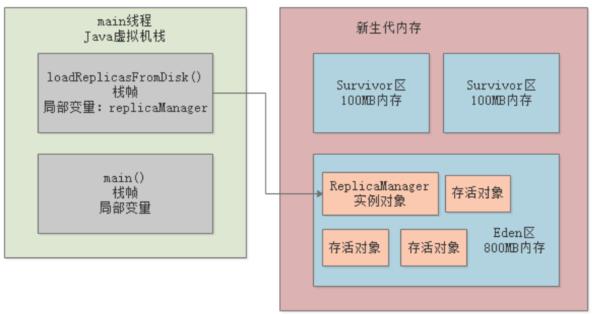 main线程
Java虚拟机栈
loadReplicasFromDisk()
栈帧
局部变量：replicaManager
main()
栈帧
局部变量
新生代内存
Survivor区
100MB内存
Survivor区
100MB内存
ReplicaManager
实例对象
存活对象
存活对象
存活对象
Eden区
800MB内存